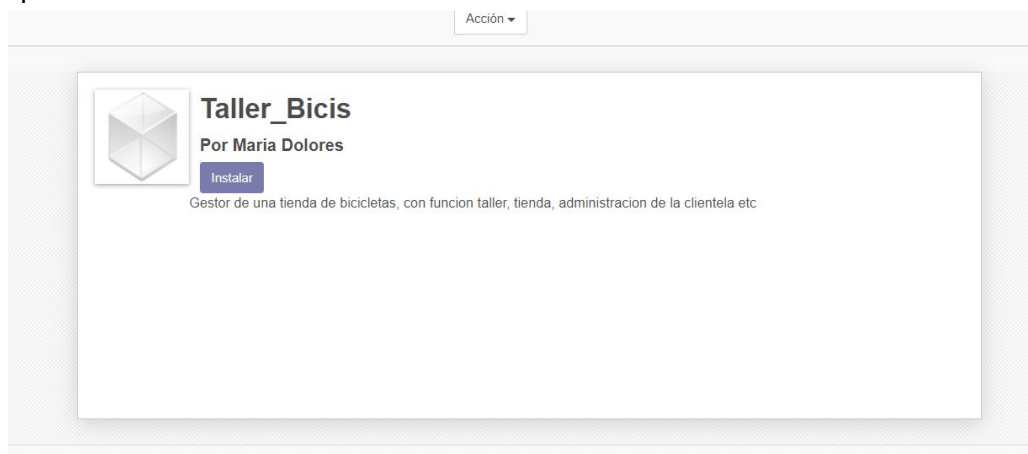 Acción
Taller_Bicis
Por Maria Dolores
Instalar
Gestor de una tienda de bicicletas, con funcion taller, tienda, administracion de la clientela etc